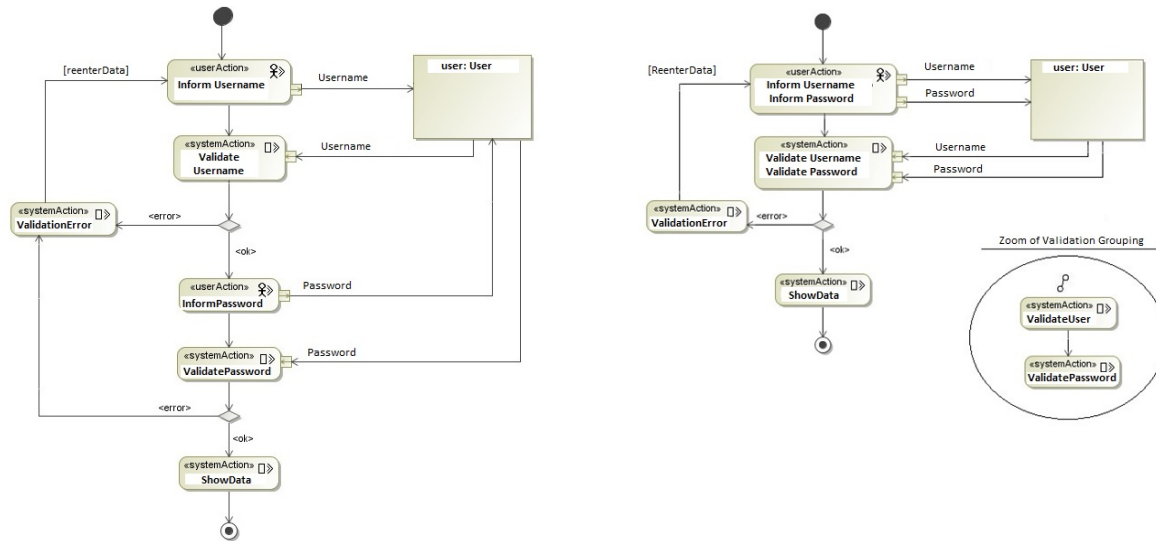 [reenterData]
«userAction»
Inform Username
Username
user: User
«systemAction»
Validate
Username
Username
«systemAction»
ValidationError
<error>
<ok>
«userAction»
InformPassword
Password
«systemAction»
ValidatePassword
Password
<error>
<ok>
«systemAction»
ShowData
[ReenterData]
«userAction»
Inform Username
Inform Password
Username
Password
user: User
«systemAction»
Validate Username
Validate Password
Username
Password
«systemAction»
ValidationError
<error>
<ok>
«systemAction»
ShowData
Zoom of Validation Grouping
«systemAction»
ValidateUser
«systemAction»
ValidatePassword